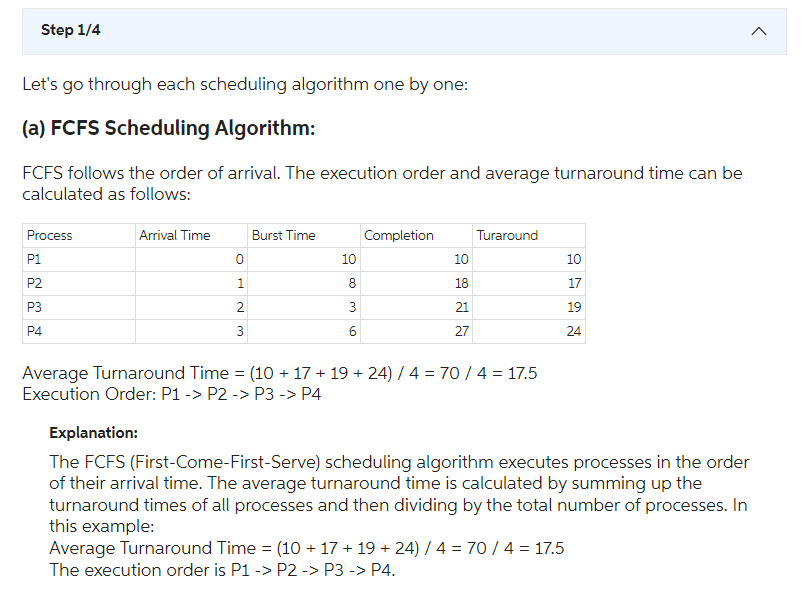 Step 1/4
Let's go through each scheduling algorithm one by one:
(a) FCFS Scheduling Algorithm:
FCFS follows the order of arrival. The execution order and average turnaround time can be
calculated as follows:
Process Arrival Time Burst Time Completion Turaround
P1 0 10 10 10
P2 1 8 18 17
P3 2 3 21 19
P4 3 6 27 24
Average Turnaround Time = (10 + 17 + 19 + 24) / 4 = 70 / 4 = 17.5
Execution Order: P1 -> P2 -> P3 -> P4
Explanation:
The FCFS (First-Come-First-Serve) scheduling algorithm executes processes in the order
of their arrival time. The average turnaround time is calculated by summing up the
turnaround times of all processes and then dividing by the total number of processes. In
this example:
Average Turnaround Time = (10 + 17 + 19 + 24) / 4 = 70 / 4 = 17.5
The execution order is P1 -> P2 -> P3 -> P4.